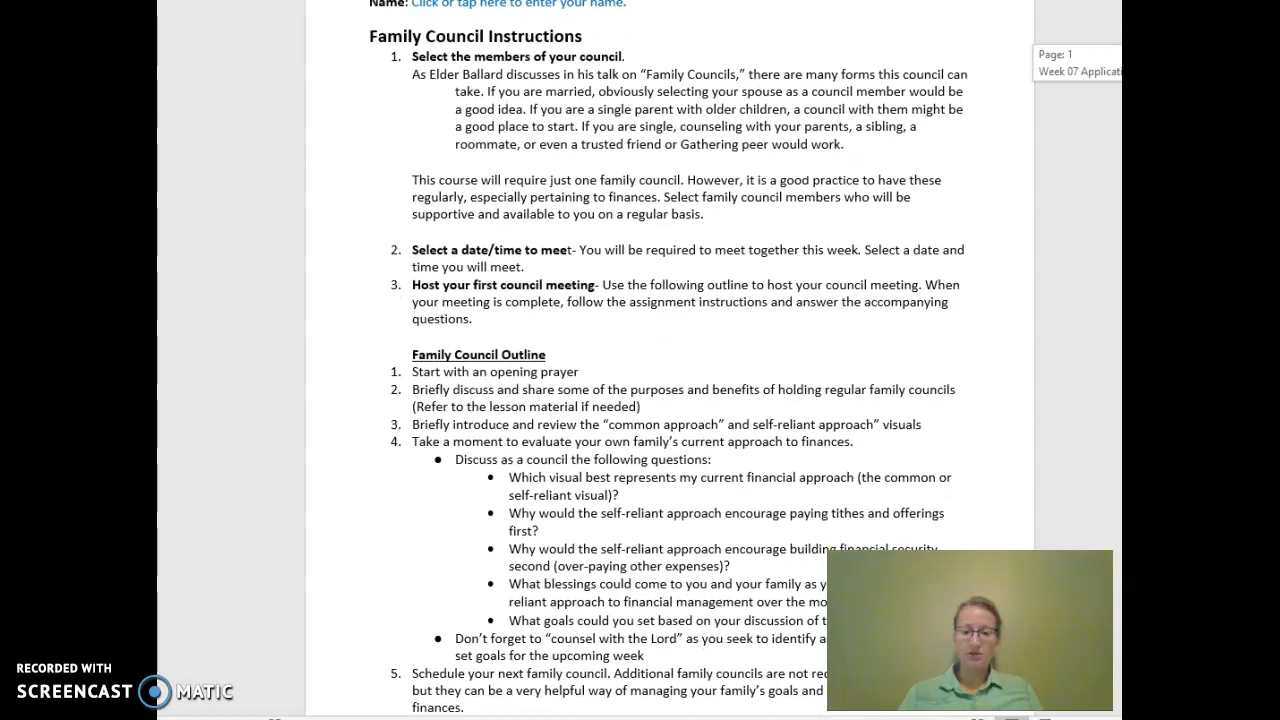 Name: Click or tap here to enter your name.
Page: 1
Week 07 Applicati
Family Council Instructions
1. Select the members of your council.
As Elder Ballard discusses in his talk on “Family Councils,” there are many forms this council can
take. If you are married, obviously selecting your spouse as a council member would be
a good idea. If you are a single parent with older children, a council with them might be
a good place to start. If you are single, counseling with your parents, a sibling, a
roommate, or even a trusted friend or Gathering peer would work.
This course will require just one family council. However, it is a good practice to have these
regularly, especially pertaining to finances. Select family council members who will be
supportive and available to you on a regular basis.
2. Select a date/time to meet- You will be required to meet together this week. Select a date and
time you will meet.
3. Host your first council meeting- Use the following outline to host your council meeting. When
your meeting is complete, follow the assignment instructions and answer the accompanying
questions.
Family Council Outline
1. Start with an opening prayer
2. Briefly discuss and share some of the purposes and benefits of holding regular family councils
(Refer to the lesson material if needed)
3. Briefly introduce and review the “common approach” and self-reliant approach” visuals
4. Take a moment to evaluate your own family’s current approach to finances.
● Discuss as a council the following questions:
● Which visual best represents my current financial approach (the common or
self-reliant visual)?
● Why would the self-reliant approach encourage paying tithes and offerings
first?
● Why would the self-reliant approach encourage building financial security
second (over-paying other expenses)?
● What blessings could come to you and your family as y
reliant approach to financial management over the mo
● What goals could you set based on your discussion of t
● Don’t forget to “counsel with the Lord” as you seek to identify a
set goals for the upcoming week
5. Schedule your next family council. Additional family councils are not rec
but they can be a very helpful way of managing your family’s goals and
finances.
RECORDED WITH
SCREENCAST MATIC